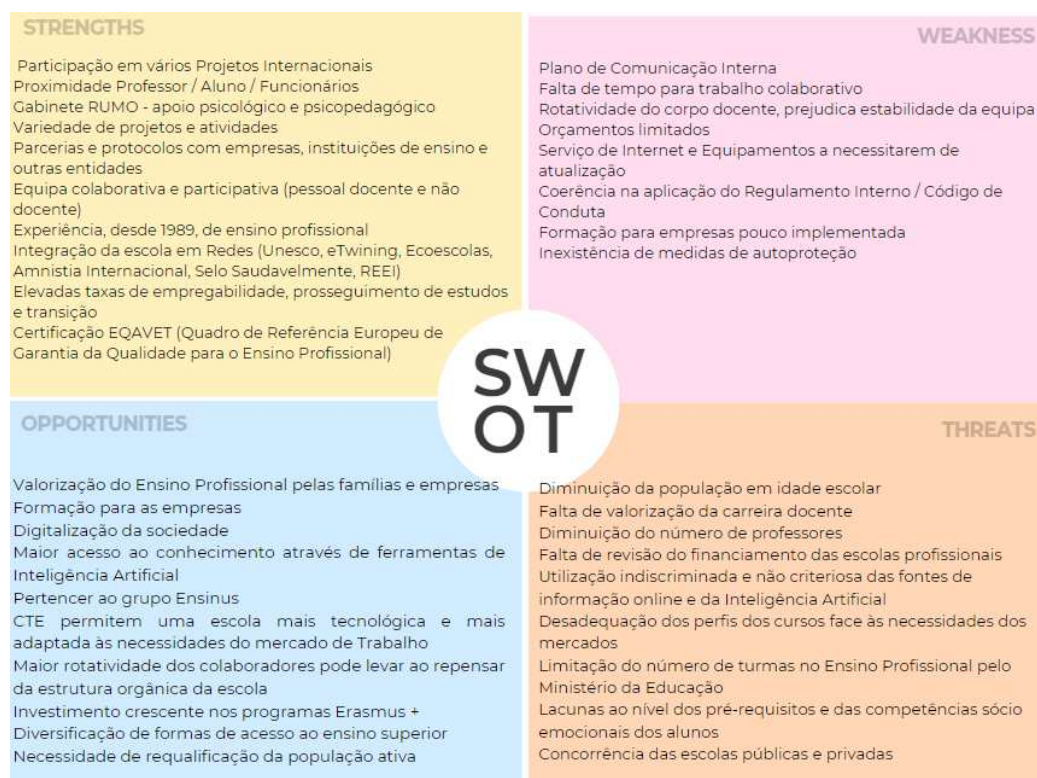 STRENGTHS
Participação em vários Projetos Internacionais
Proximidade Professor / Aluno / Funcionários
Gabinete RUMO - apoio psicológico e psicopedagógico
Variedade de projetos e atividades
Parcerias e protocolos com empresas, instituições de ensino e
outras entidades
Equipa colaborativa e participativa (pessoal docente e não
docente)
Experiência, desde 1989, de ensino profissional
Integração da escola em Redes (Unesco, eTwining, Ecoescolas,
Amnistia Internacional, Selo Saudavelmente, REEI)
Elevadas taxas de empregabilidade, prosseguimento de estudos
e transição
Certificação EQAVET (Quadro de Referência Europeu de
Garantia da Qualidade para o Ensino Profissional)
WEAKNESS
Plano de Comunicação Interna
Falta de tempo para trabalho colaborativo
Rotatividade do corpo docente, prejudica estabilidade da equipa
Orçamentos limitados
Serviço de Internet e Equipamentos a necessitarem de
atualização
Coerência na aplicação do Regulamento Interno / Código de
Conduta
Formação para empresas pouco implementada
Inexistência de medidas de autoproteção
SW
OT
OPPORTUNITIES
Valorização do Ensino Profissional pelas famílias e empresas
Formação para as empresas
Digitalização da sociedade
Maior acesso ao conhecimento através de ferramentas de
Inteligência Artificial
Pertencer ao grupo Ensinus
CTE permitem uma escola mais tecnológica e mais
adaptada às necessidades do mercado de Trabalho
Maior rotatividade dos colaboradores pode levar ao repensar
da estrutura orgânica da escola
Investimento crescente nos programas Erasmus +
Diversificação de formas de acesso ao ensino superior
Necessidade de requalificação da população ativa
THREATS
Diminuição da população em idade escolar
Falta de valorização da carreira docente
Diminuição do número de professores
Falta de revisão do financiamento das escolas profissionais
Utilização indiscriminada e não criteriosa das fontes de
informação online e da Inteligência Artificial
Desadequação dos perfis dos cursos face às necessidades dos
mercados
Limitação do número de turmas no Ensino Profissional pelo
Ministério da Educação
Lacunas ao nível dos pré-requisitos e das competências sócio
emocionais dos alunos
Concorrência das escolas públicas e privadas